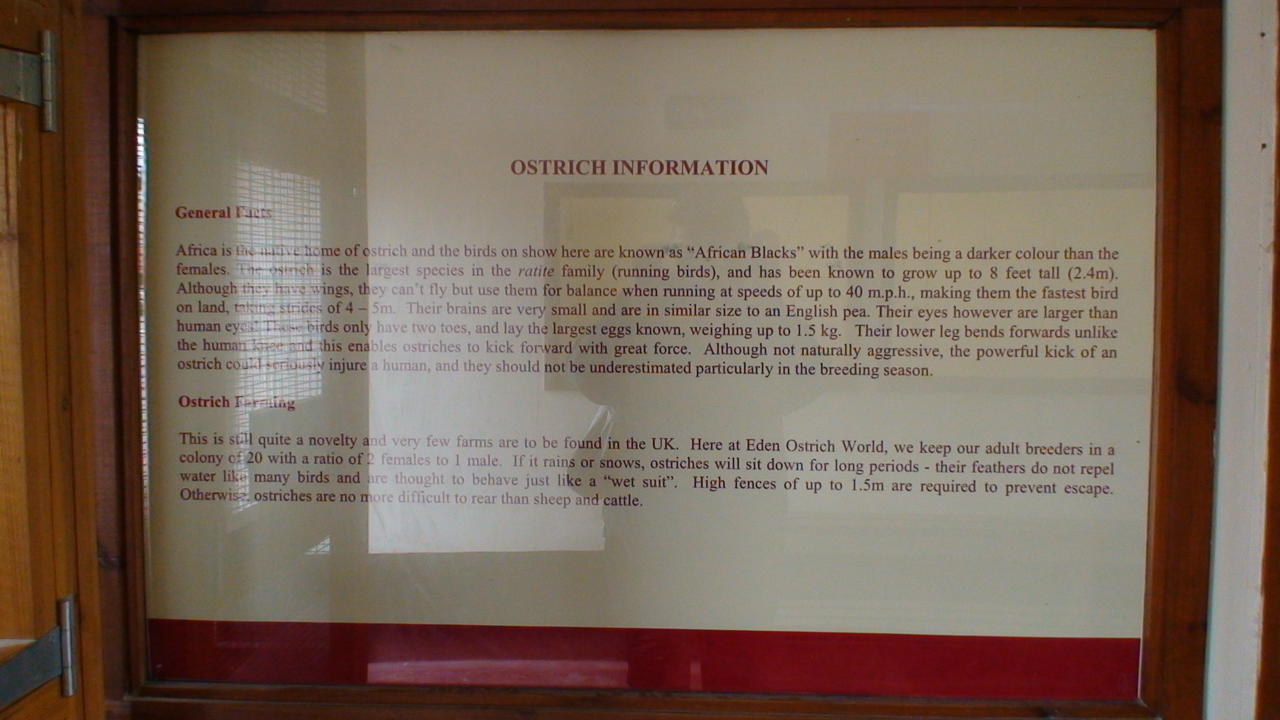 OSTRICH INFORMATION
General Facts
Africa is the native home of ostrich and the birds on show here are known as “African Blacks” with the males being a darker colour than the
females. The ostrich is the largest species in the ratite family (running birds), and has been known to grow up to 8 feet tall (2.4m).
Although they have wings, they can't fly but use them for balance when running at speeds of up to 40 m.p.h., making them the fastest bird
on land, taking strides of 4 – 5m. Their brains are very small and are in similar size to an English pea. Their eyes however are larger than
human eyes! These birds only have two toes, and lay the largest eggs known, weighing up to 1.5 kg. Their lower leg bends forwards unlike
the human knee and this enables ostriches to kick forward with great force. Although not naturally aggressive, the powerful kick of an
ostrich could seriously injure a human, and they should not be underestimated particularly in the breeding season.
Ostrich Farming
This is still quite a novelty and very few farms are to be found in the UK. Here at Eden Ostrich World, we keep our adult breeders in a
colony of 20 with a ratio of 2 females to 1 male. If it rains or snows, ostriches will sit down for long periods - their feathers do not repel
water like many birds and are thought to behave just like a “wet suit”. High fences of up to 1.5m are required to prevent escape.
Otherwise, ostriches are no more difficult to rear than sheep and cattle.